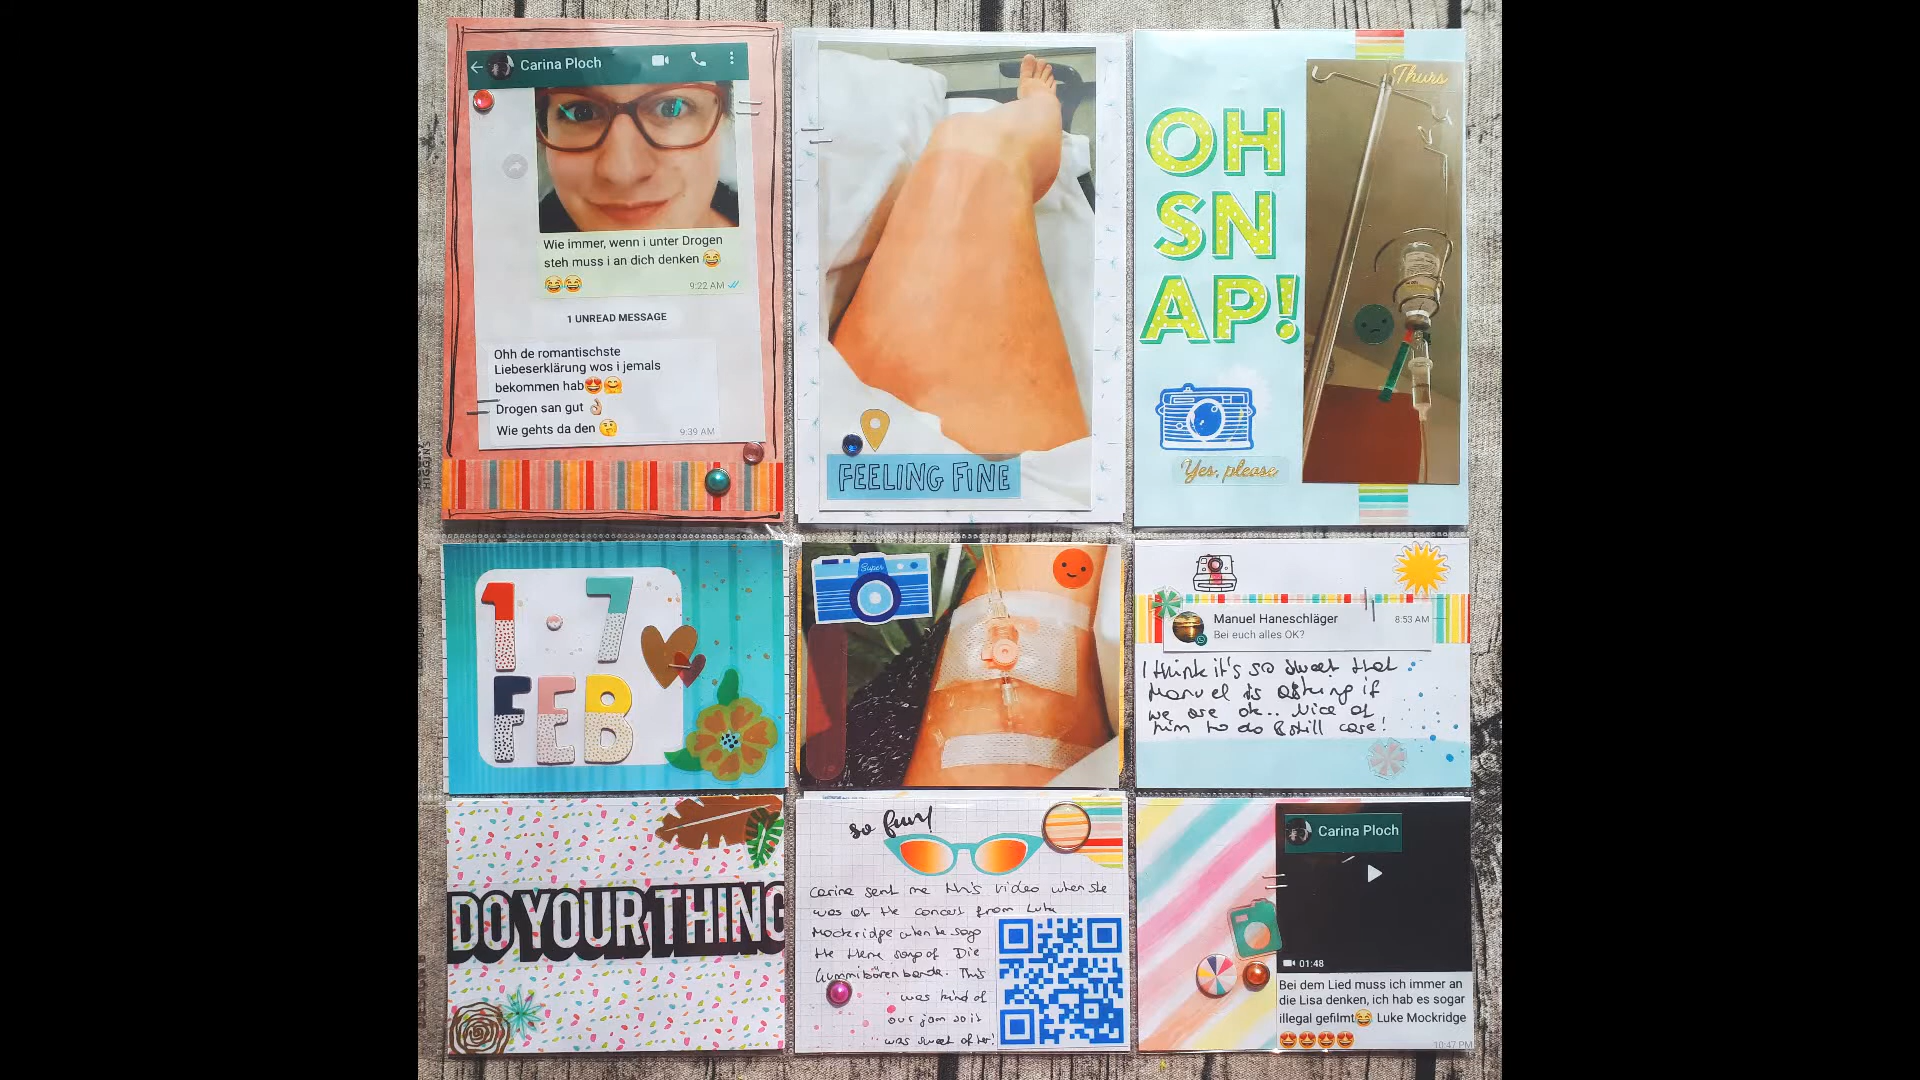 Carina Ploch
Wie immer, wenn i unter Drogen
steh muss i an dich denken 😂
😂😂
9:22 AM
1 UNREAD MESSAGE
Ohh de romantischste
Liebeserklärung wos i jemals
bekommen hab😍🤗
Drogen san gut 👌🏻
Wie gehts da den 🤔
9:39 AM
FEELING FINE
Thurs
OH
SN
AP!
Yes, please
1 - 7
FEB
Super
Manuel Haneschläger
8:53 AM
Bei euch alles OK?
I think it's so sweet that
Manuel is asking if
we are ok.. Nice of
him to do & still care!
DO YOUR THING
so fun!
Carina sent me this video when she
was at the concert from Luke
Mockridge when he sang
the theme song of Die
Gummibärenbande. This
was kind of
our jam so it
was sweet of her!
Carina Ploch
01:48
Bei dem Lied muss ich immer an
die Lisa denken, ich hab es sogar
illegal gefilmt😂 Luke Mockridge
😍😍😍😍
10:47 PM